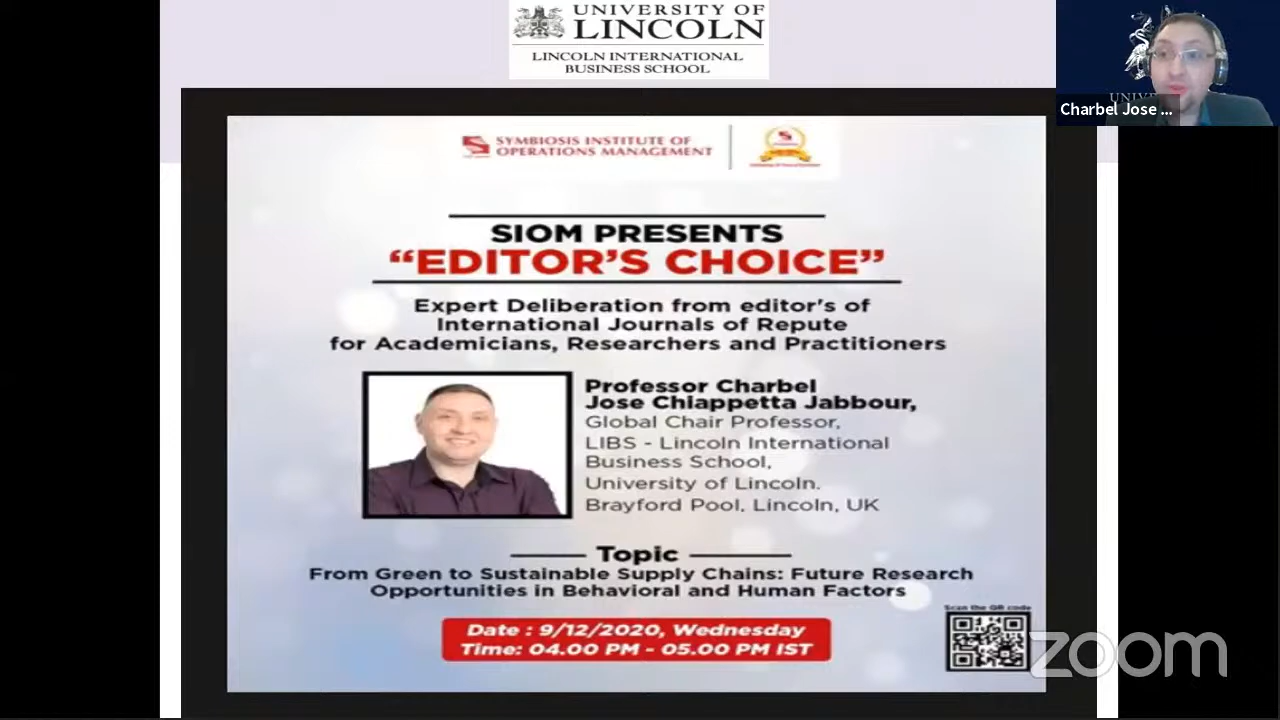 UNIVERSITY OF
LINCOLN
LINCOLN INTERNATIONAL
BUSINESS SCHOOL
Charbel Jose ...
SYMBIOSIS INSTITUTE OF
OPERATIONS MANAGEMENT
SIOM PRESENTS
“EDITOR’S CHOICE”
Expert Deliberation from editor's of
International Journals of Repute
for Academicians, Researchers and Practitioners
Professor Charbel
Jose Chiappetta Jabbour,
Global Chair Professor,
LIBS - Lincoln International
Business School,
University of Lincoln.
Brayford Pool, Lincoln, UK
Topic
From Green to Sustainable Supply Chains: Future Research
Opportunities in Behavioral and Human Factors
Date : 9/12/2020, Wednesday
Time: 04.00 PM - 05.00 PM IST
Scan the QR code
zoom